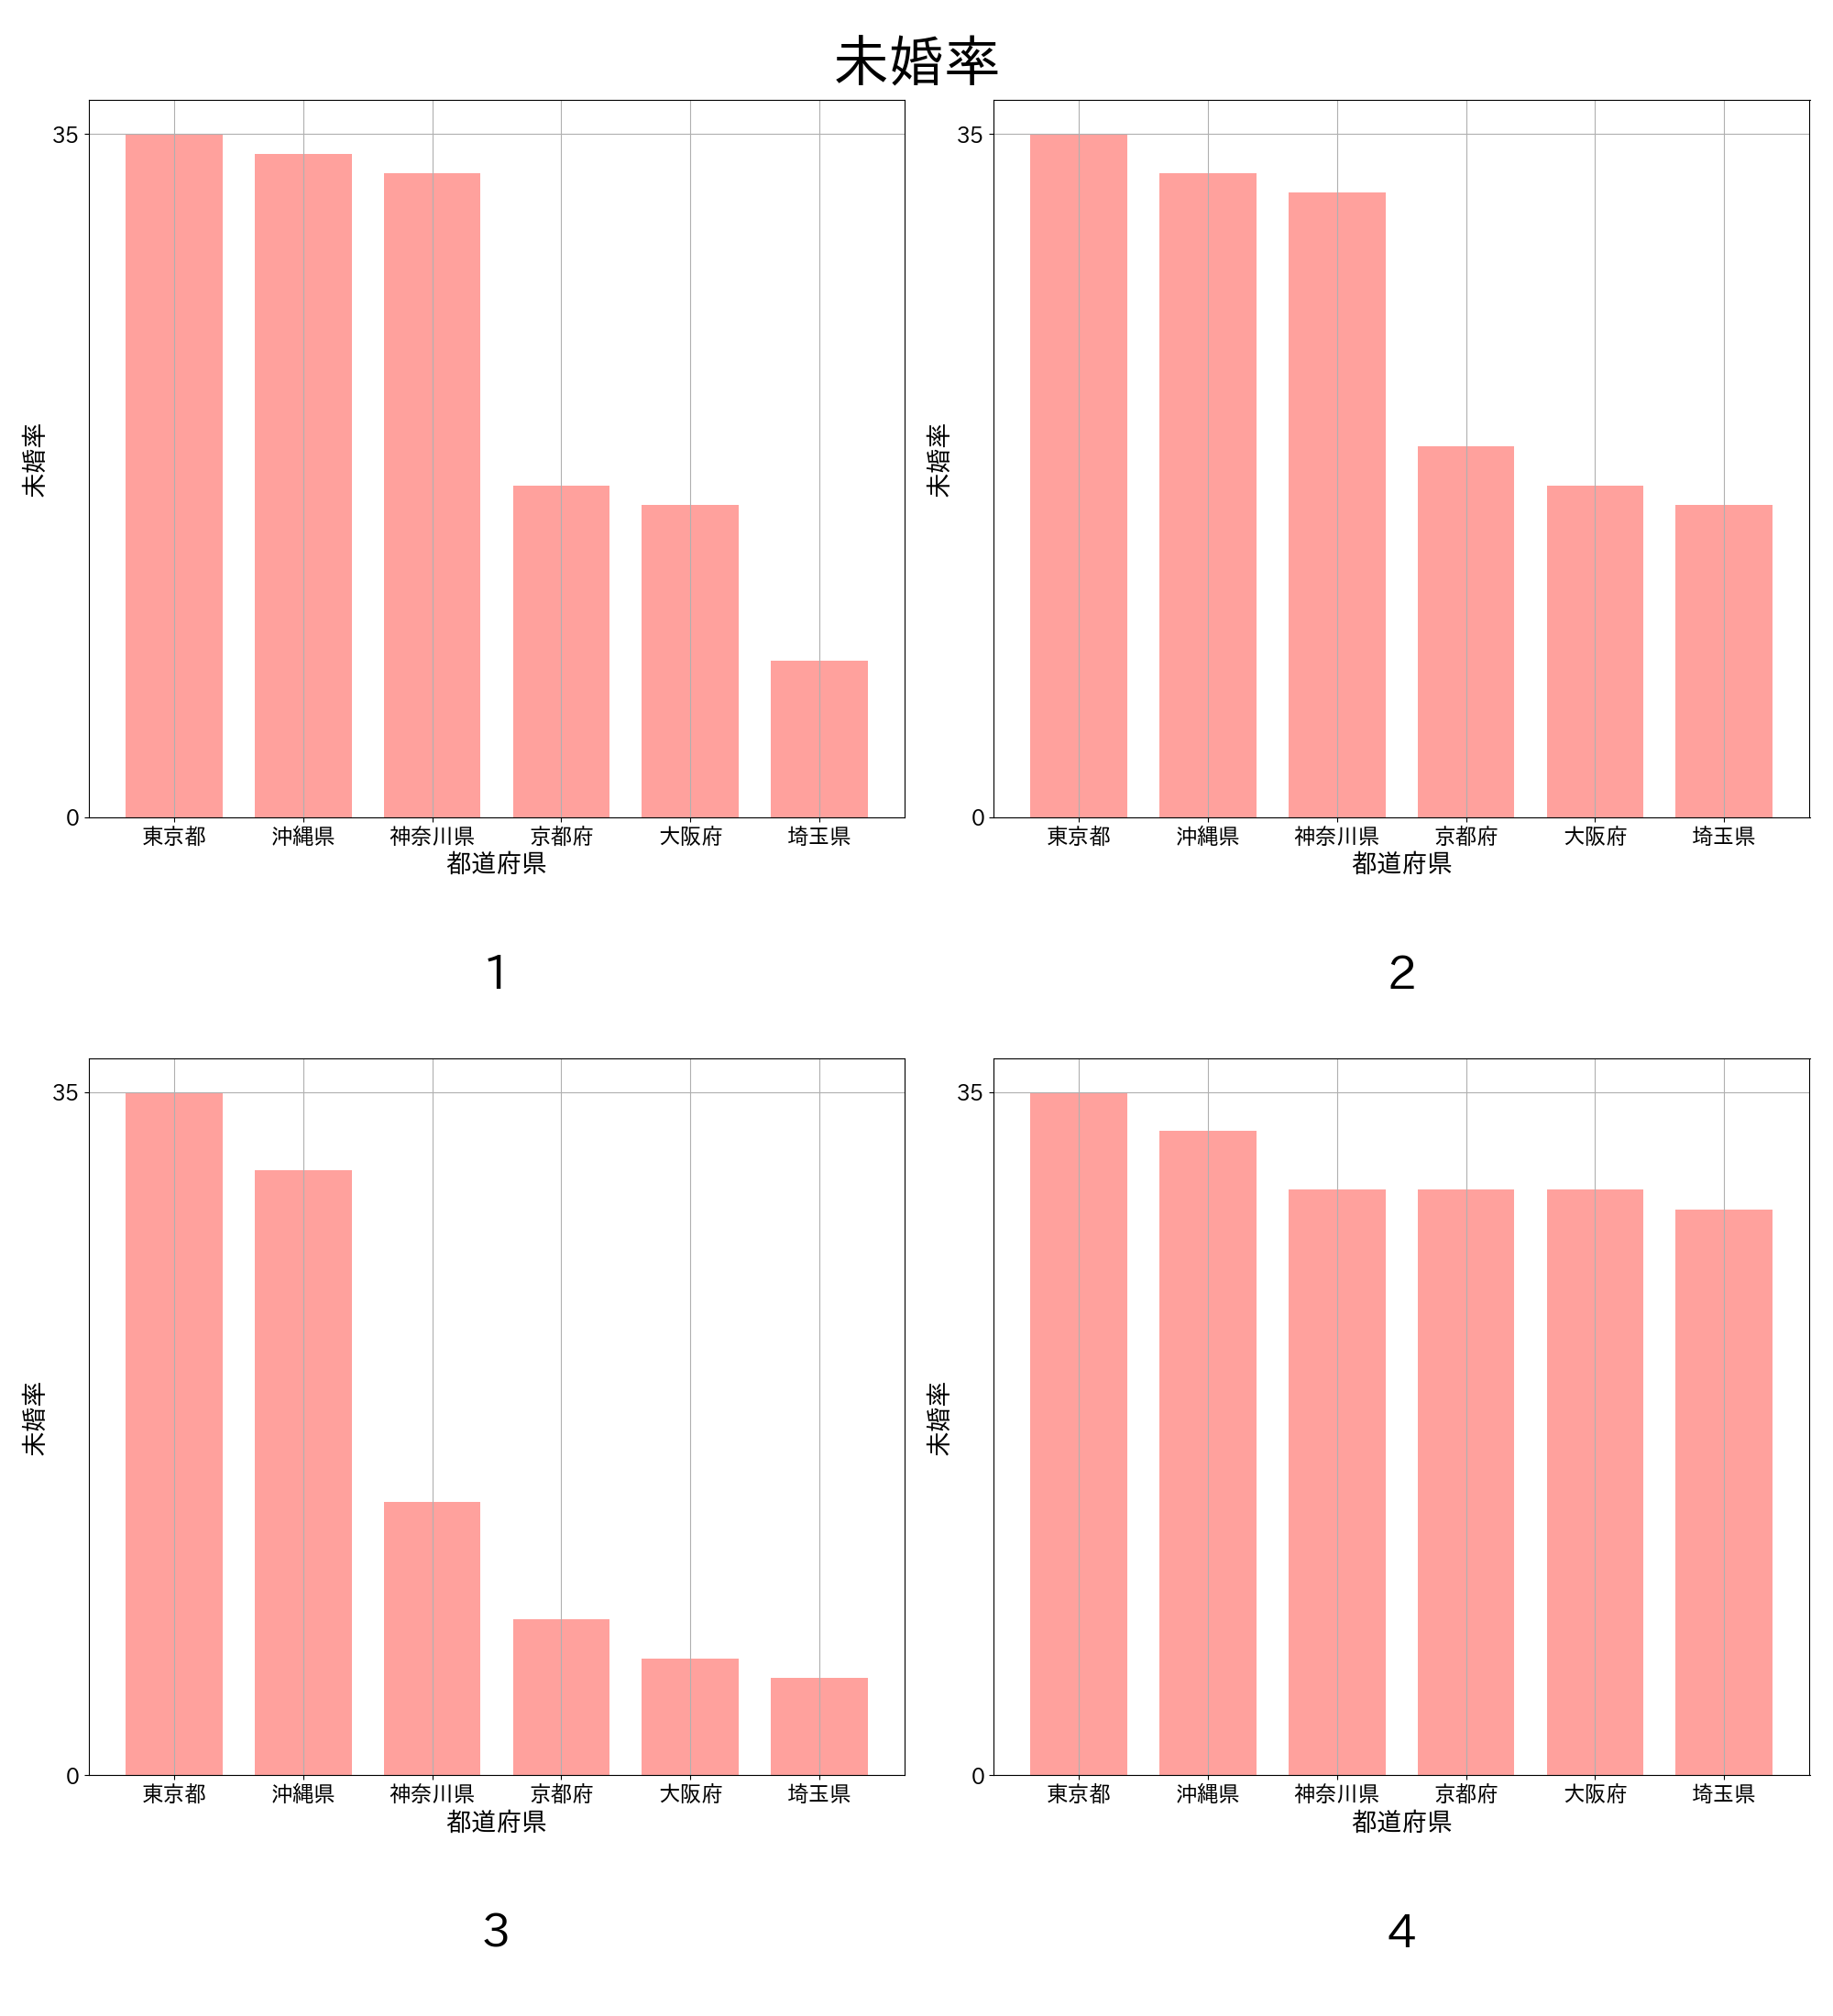 未婚率
35
0
未婚率
東京都 沖縄県 神奈川県 京都府 大阪府 埼玉県
都道府県
1
35
0
未婚率
東京都 沖縄県 神奈川県 京都府 大阪府 埼玉県
都道府県
2
35
0
未婚率
東京都 沖縄県 神奈川県 京都府 大阪府 埼玉県
都道府県
3
35
0
未婚率
東京都 沖縄県 神奈川県 京都府 大阪府 埼玉県
都道府県
4